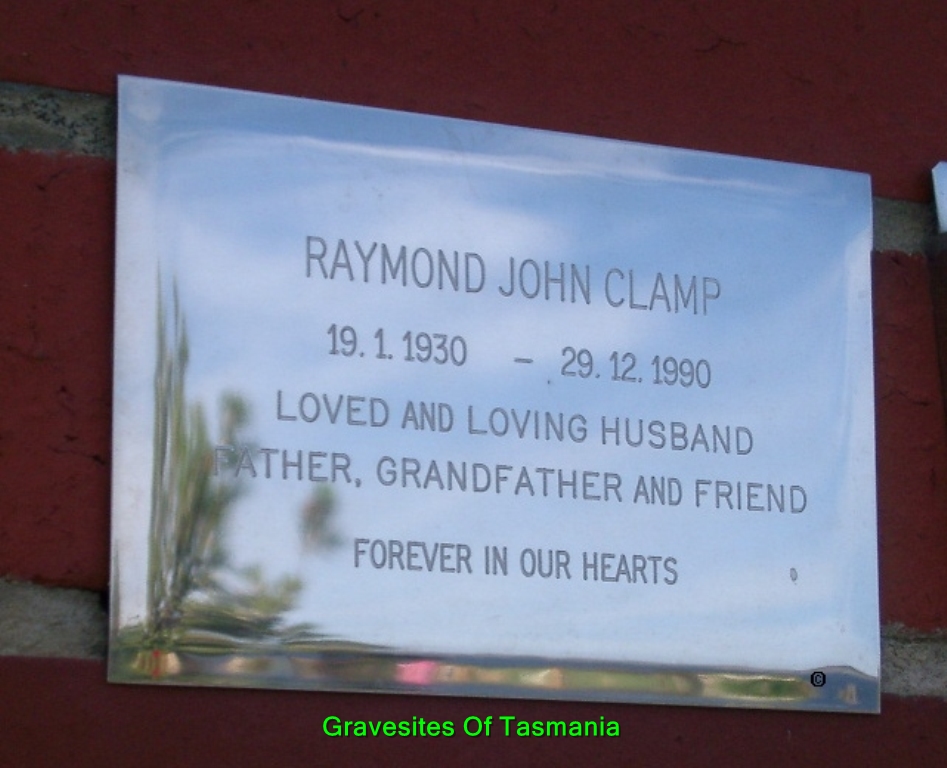 RAYMOND JOHN CLAMP
19.1.1930 - 29.12.1990
LOVED AND LOVING HUSBAND
FATHER, GRANDFATHER AND FRIEND
FOREVER IN OUR HEARTS
©
Gravesites Of Tasmania